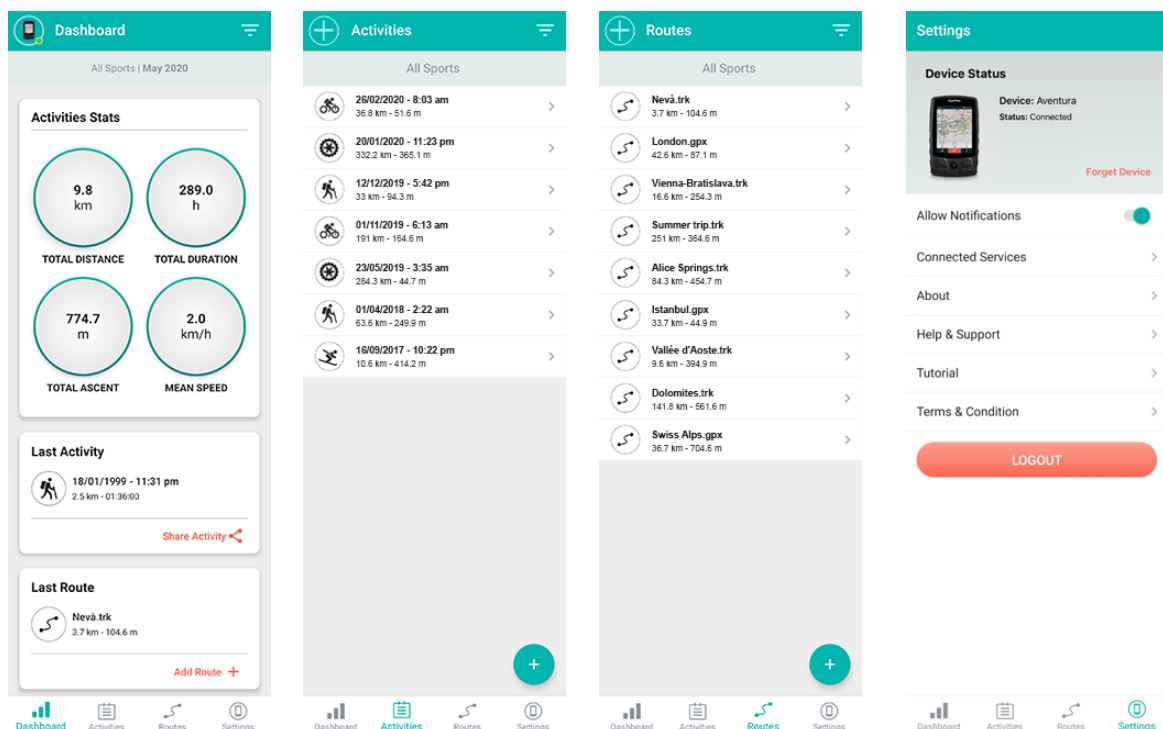 Dashboard
All Sports | May 2020
Activities Stats
9.8
km
289.0
h
TOTAL DISTANCE
TOTAL DURATION
774.7
m
2.0
km/h
TOTAL ASCENT
MEAN SPEED
Last Activity
18/01/1999 - 11:31 pm
2.5 km - 01:36:00
Share Activity
Last Route
Nevà.trk
3.7 km - 104.6 m
Add Route +
Dashboard
Activities
Routes
Settings
Activities
All Sports
26/02/2020 - 8:03 am
36.8 km - 51.6 m
20/01/2020 - 11:23 pm
332.2 km - 365.1 m
12/12/2019 - 5:42 pm
33 km - 94.3 m
01/11/2019 - 6:13 am
191 km - 164.6 m
23/05/2019 - 3:35 am
284.3 km - 44.7 m
01/04/2018 - 2:22 am
63.6 km - 249.9 m
16/09/2017 - 10:22 pm
10.6 km - 414.2 m
Dashboard
Activities
Routes
Settings
Routes
All Sports
Nevà.trk
3.7 km - 104.6 m
London.gpx
42.6 km - 87.1 m
Vienna-Bratislava.trk
16.6 km - 254.3 m
Summer trip.trk
251 km - 364.6 m
Alice Springs.trk
84.3 km - 454.7 m
Istanbul.gpx
33.7 km - 44.9 m
Vallée d'Aoste.trk
9.6 km - 394.9 m
Dolomites.trk
141.8 km - 561.6 m
Swiss Alps.gpx
36.7 km - 704.6 m
Dashboard
Activities
Routes
Settings
Settings
Device Status
Device: Aventura
Status: Connected
Forget Device
Allow Notifications
Connected Services
About
Help & Support
Tutorial
Terms & Condition
LOGOUT
Dashboard
Activities
Routes
Settings